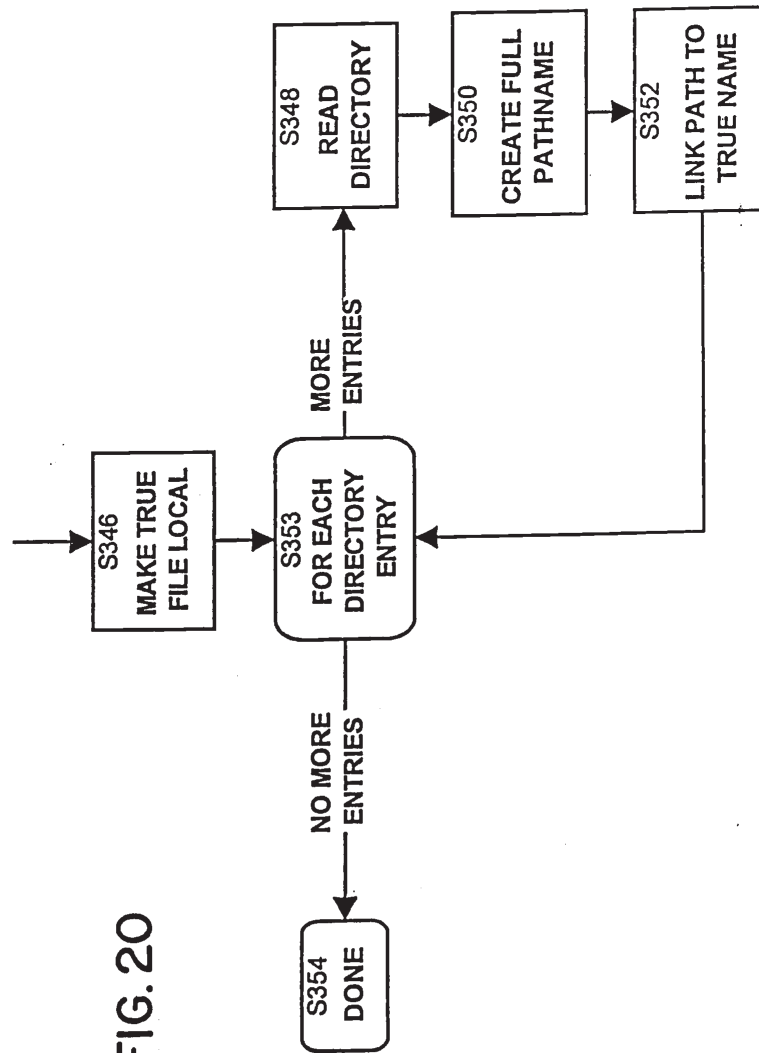 FIG. 20
S346
MAKE TRUE
FILE LOCAL
S353
FOR EACH
DIRECTORY
ENTRY
MORE
ENTRIES
NO MORE
ENTRIES
S348
READ
DIRECTORY
S350
CREATE FULL
PATHNAME
S352
LINK PATH TO
TRUE NAME
S354
DONE